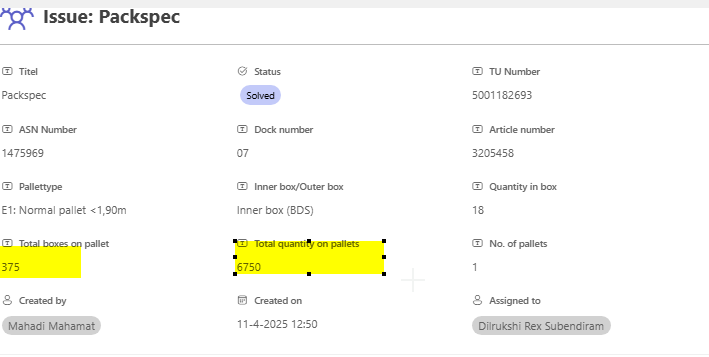 Issue: Packspec
Titel
Status
TU Number
Packspec
Solved
5001182693
ASN Number
Dock number
Article number
1475969
07
3205458
Pallettype
Inner box/Outer box
Quantity in box
E1: Normal pallet <1,90m
Inner box (BDS)
18
Total boxes on pallet
Total quantity on pallets
No. of pallets
375
6750
1
Created by
Created on
Assigned to
Mahadi Mahamat
11-4-2025 12:50
Dilrukshi Rex Subendiram